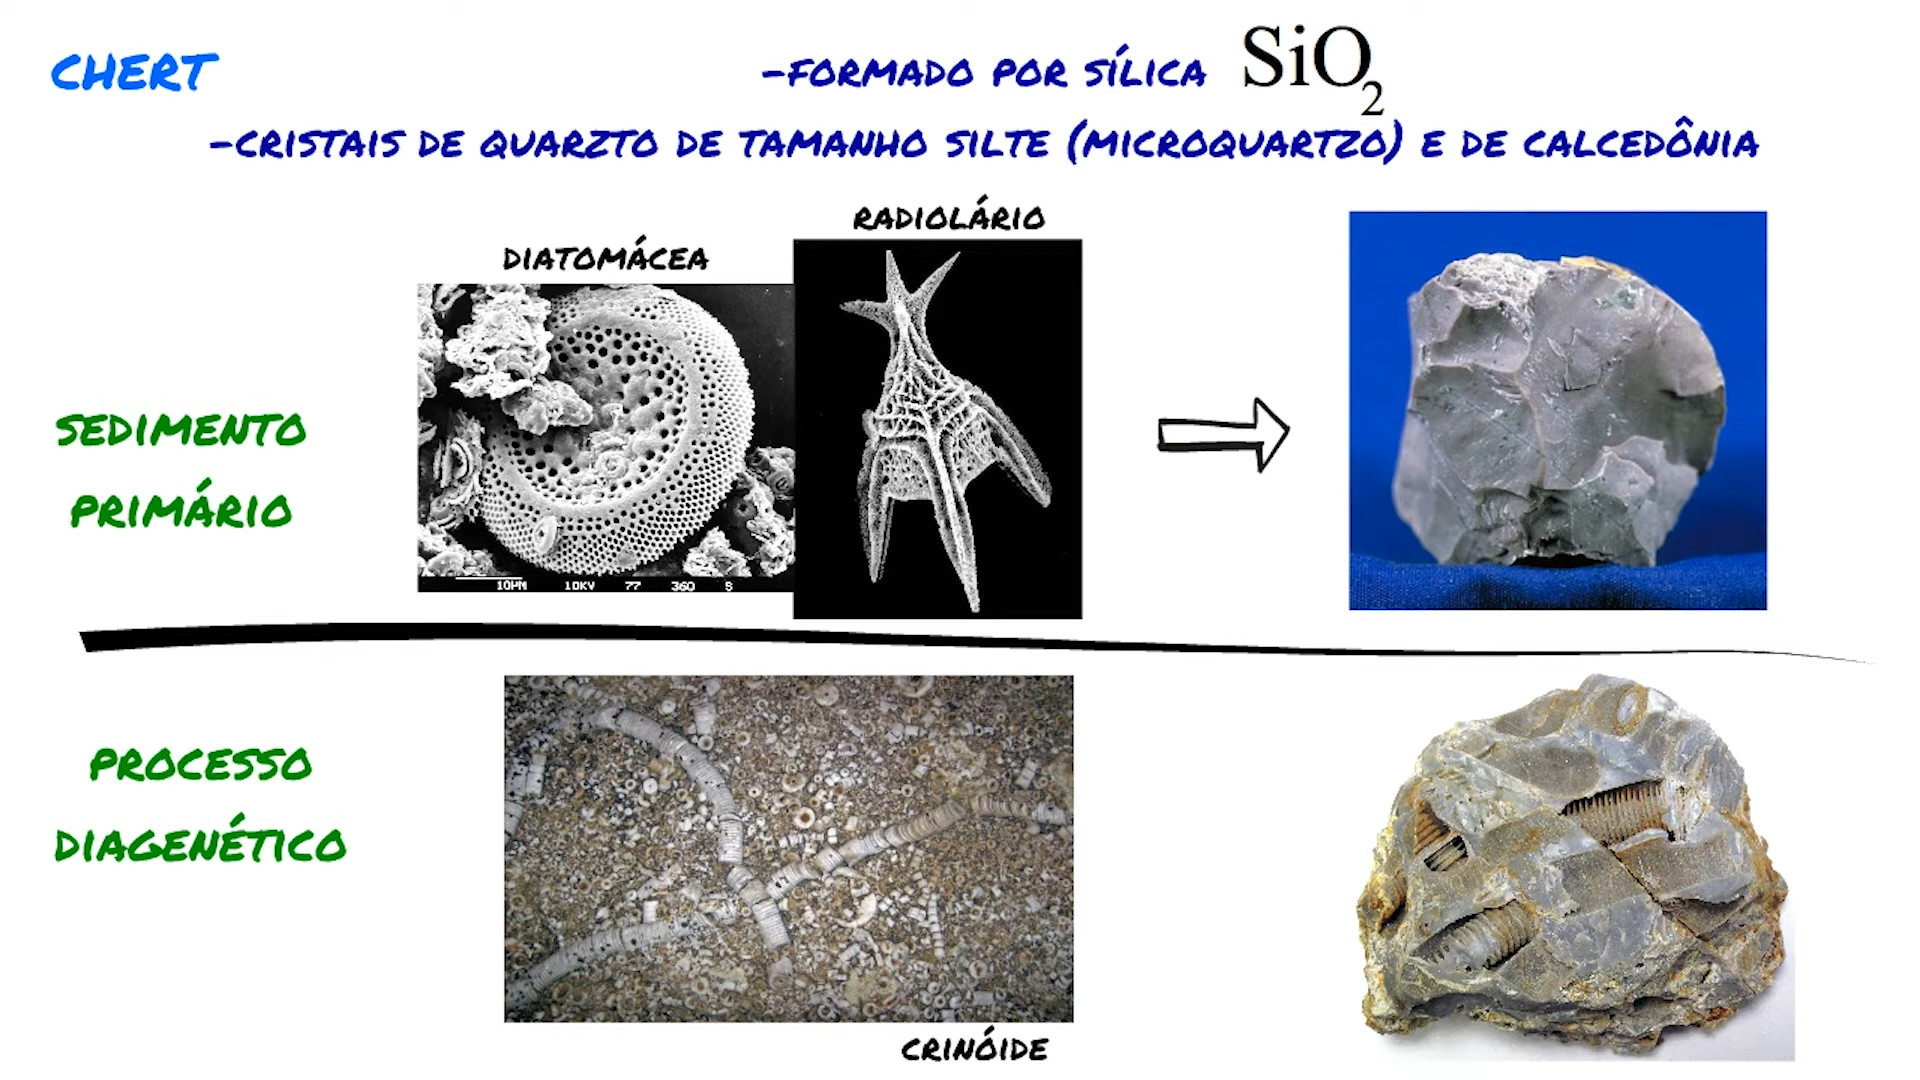 CHERT
-FORMADO POR SÍLICA SiO2
-CRISTAIS DE QUARZTO DE TAMANHO SILTE (MICROQUARTZO) E DE CALCEDÔNIA
RADIOLÁRIO
DIATOMÁCEA
SEDIMENTO
PRIMÁRIO
10µM 10KV 77 360 S
PROCESSO
DIAGENÉTICO
CRINÓIDE